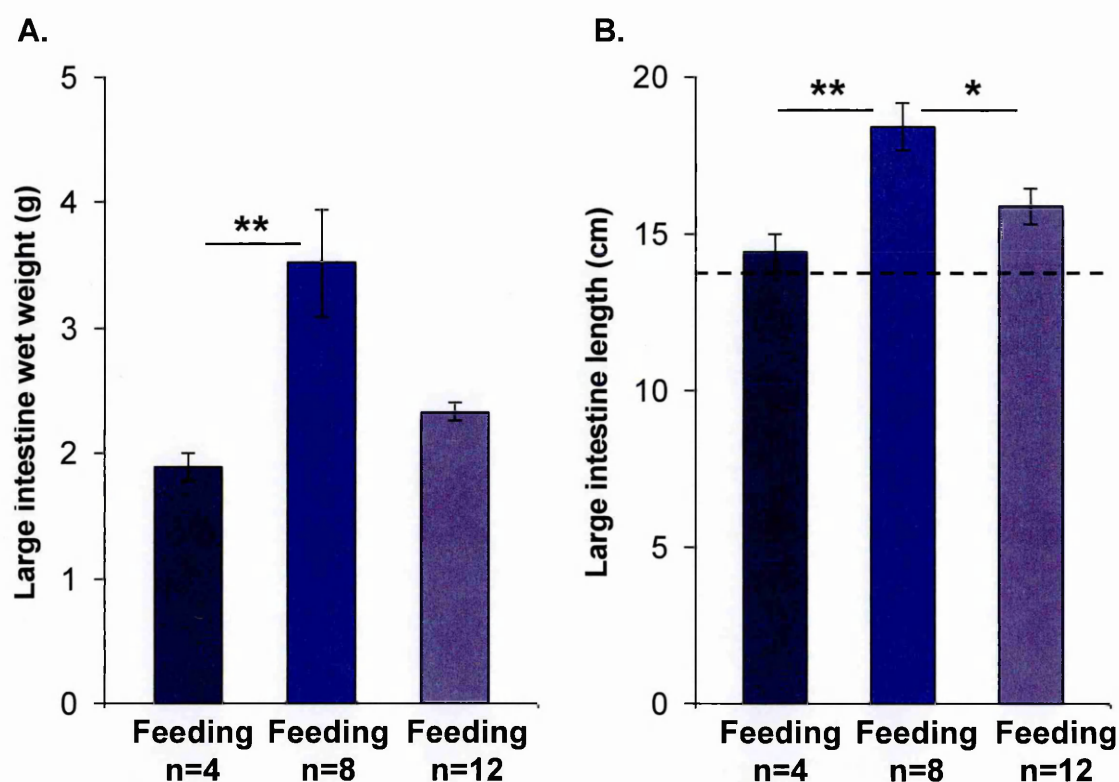 A.
Large intestine wet weight (g)
5
4
3
2
1
0
**
Feeding
n=4
Feeding
n=8
Feeding
n=12
B.
Large intestine length (cm)
20
15
10
5
0
**
*
Feeding
n=4
Feeding
n=8
Feeding
n=12